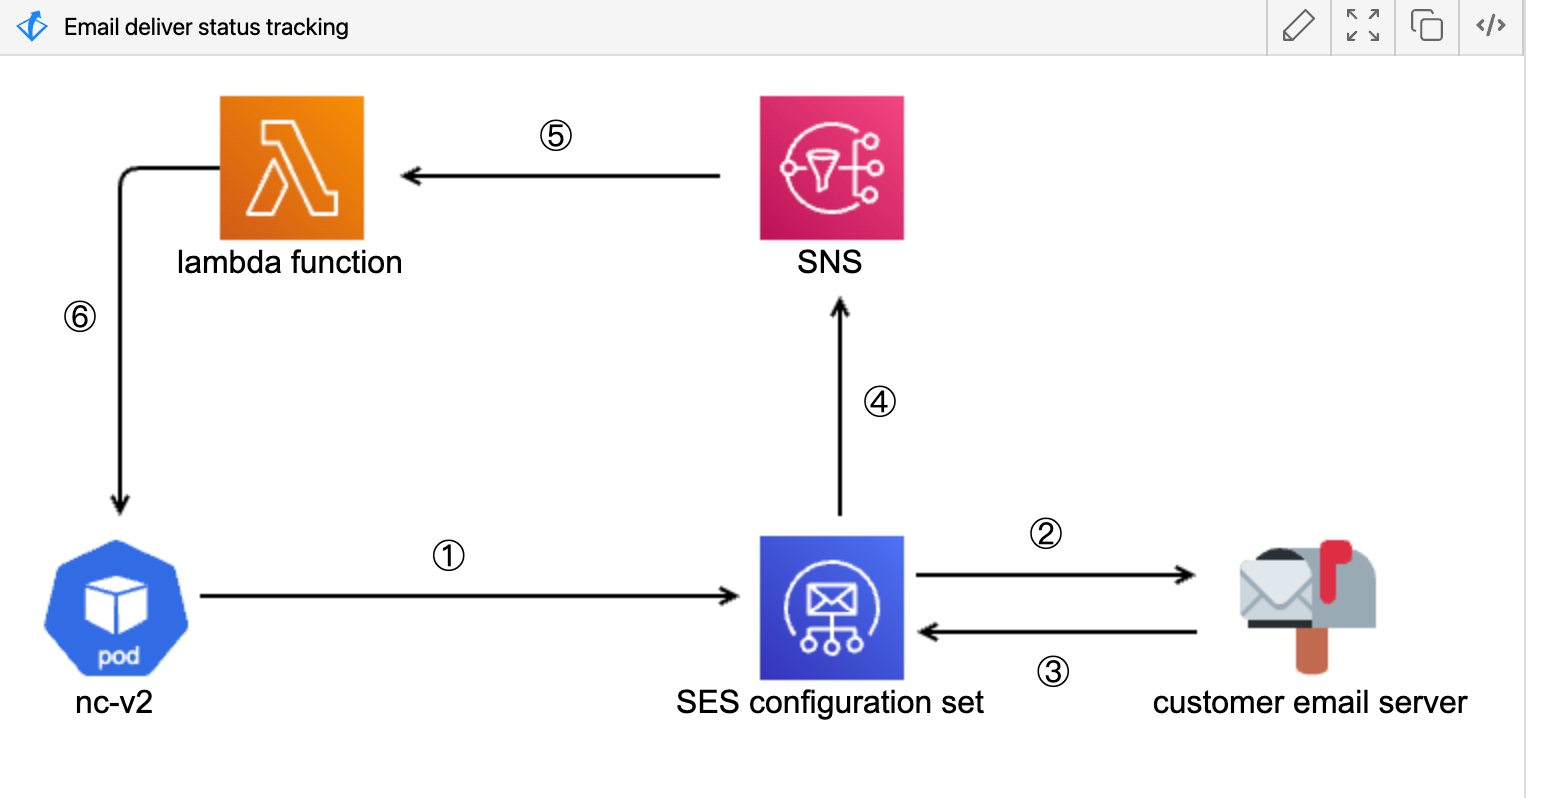 Email deliver status tracking
</>
⑤
lambda function
SNS
⑥
④
②
①
pod
③
nc-v2
SES configuration set
customer email server